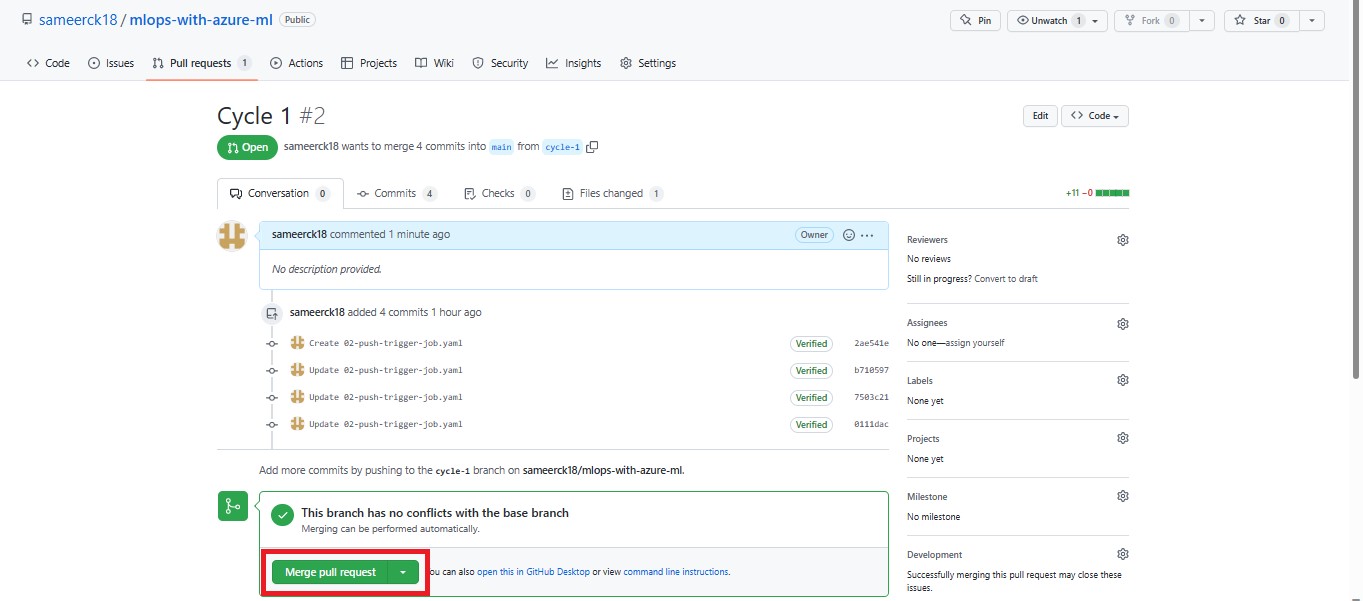 sameerck18 / mlops-with-azure-ml Public
Pin Unwatch 1 Fork 0 Star 0
Code Issues Pull requests 1 Actions Projects Wiki Security Insights Settings
Cycle 1 #2
Edit <> Code
Open sameerck18 wants to merge 4 commits into main from cycle-1
Conversation 0 Commits 4 Checks 0 Files changed 1 +11 −0
sameerck18 commented 1 minute ago Owner ...
No description provided.
sameerck18 added 4 commits 1 hour ago
Create 02-push-trigger-job.yaml Verified 2ae541e
Update 02-push-trigger-job.yaml Verified b710597
Update 02-push-trigger-job.yaml Verified 7503c21
Update 02-push-trigger-job.yaml Verified 0111dac
Add more commits by pushing to the cycle-1 branch on sameerck18/mlops-with-azure-ml.
This branch has no conflicts with the base branch
Merging can be performed automatically.
Merge pull request ou can also open this in GitHub Desktop or view command line instructions.
Reviewers
No reviews
Still in progress? Convert to draft
Assignees
No one—assign yourself
Labels
None yet
Projects
None yet
Milestone
No milestone
Development
Successfully merging this pull request may close these
issues.